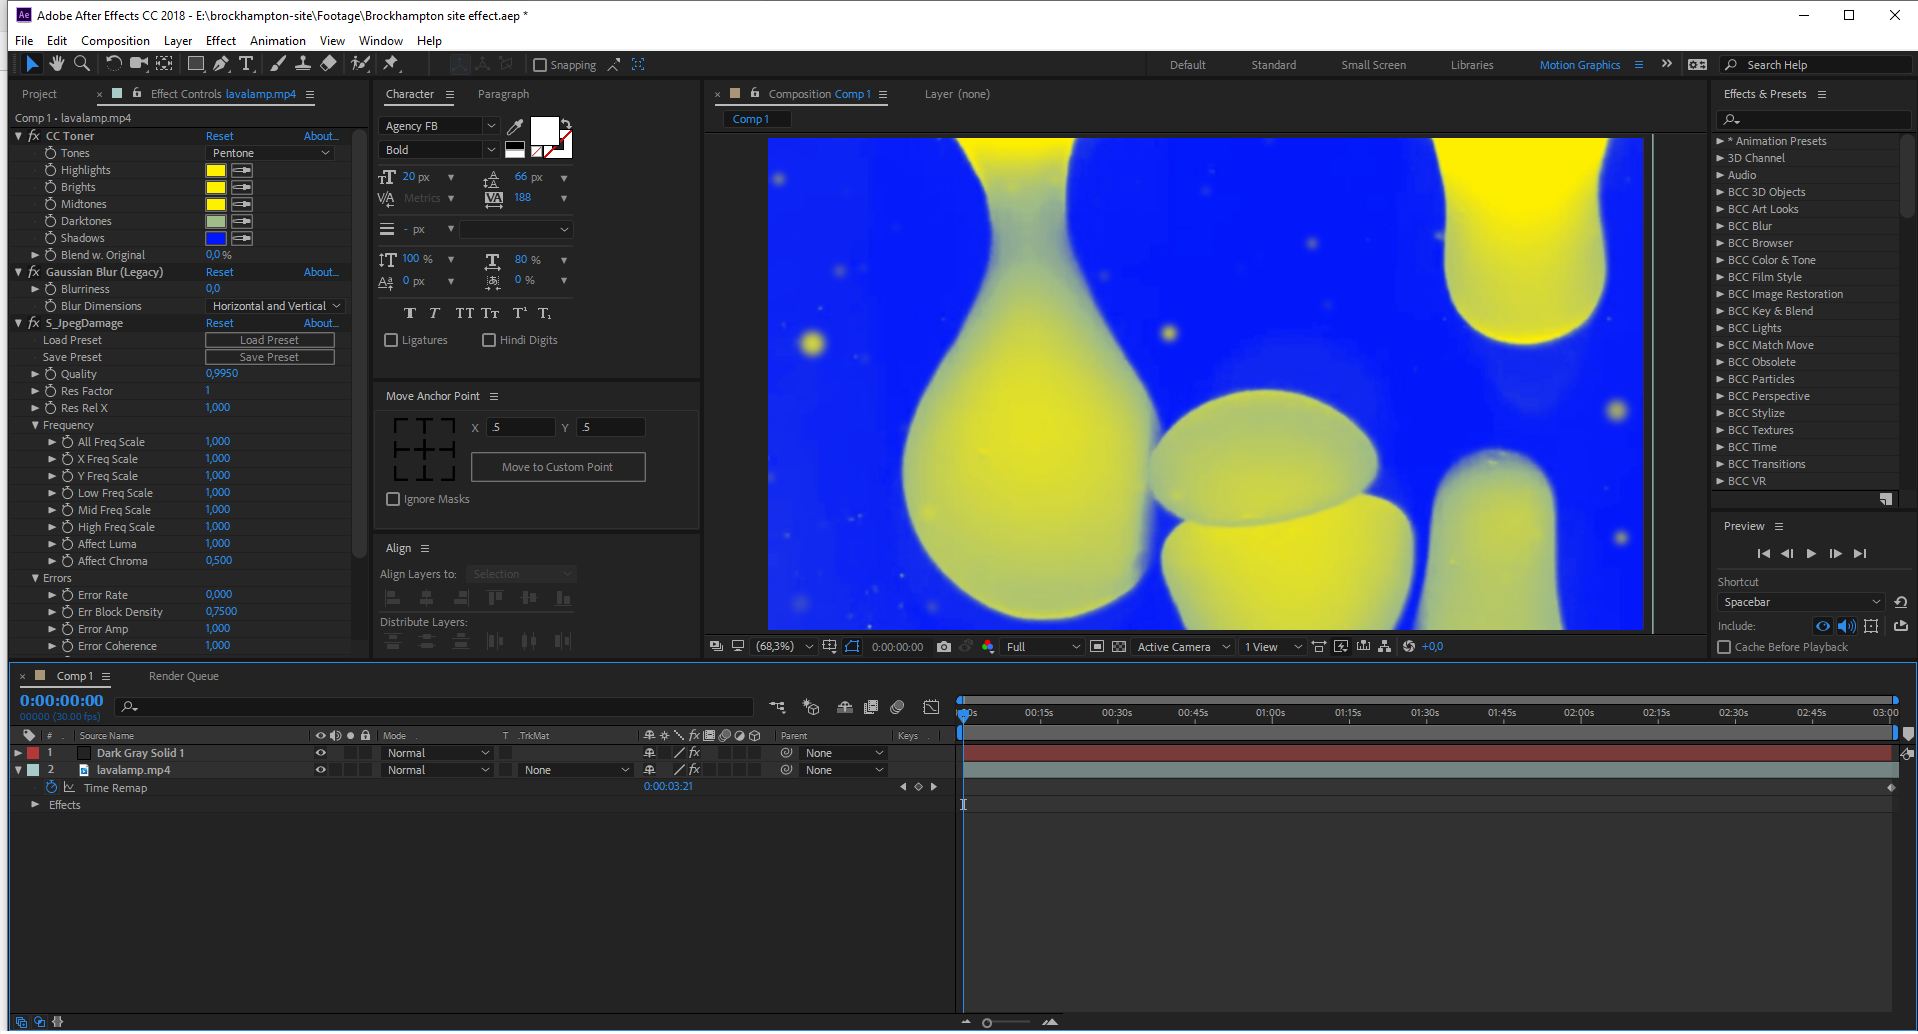 Adobe After Effects CC 2018 - E:\brockhampton-site\Footage\Brockhampton site effect.aep *
File Edit Composition Layer Effect Animation View Window Help
Snapping
Default Standard Small Screen Libraries Motion Graphics
Search Help
Project Effect Controls lavalamp.mp4
Comp 1 • lavalamp.mp4
fx CC Toner Reset About...
Tones Pentone
Highlights
Brights
Midtones
Darktones
Shadows
Blend w. Original 0,0 %
fx Gaussian Blur (Legacy) Reset About...
Blurriness 0,0
Blur Dimensions Horizontal and Vertical
fx S_JpegDamage Reset About...
Load Preset Load Preset
Save Preset Save Preset
Quality 0,9950
Res Factor 1
Res Rel X 1,000
Frequency
All Freq Scale 1,000
X Freq Scale 1,000
Y Freq Scale 1,000
Low Freq Scale 1,000
Mid Freq Scale 1,000
High Freq Scale 1,000
Affect Luma 1,000
Affect Chroma 0,500
Errors
Error Rate 0,000
Err Block Density 0,7500
Error Amp 1,000
Error Coherence 1,000
Character Paragraph
Agency FB
Bold
20 px 66 px
Metrics 188
- px
100 % 80 %
0 px 0 %
T T TT Tt T¹ T₁
Ligatures Hindi Digits
Move Anchor Point
X .5 Y .5
Move to Custom Point
Ignore Masks
Align
Align Layers to: Selection
Distribute Layers:
Composition Comp 1 Layer (none)
Comp 1
(68,3%) 0:00:00:00 Full Active Camera 1 View +0,0
Effects & Presets
* Animation Presets
3D Channel
Audio
BCC 3D Objects
BCC Art Looks
BCC Blur
BCC Browser
BCC Color & Tone
BCC Film Style
BCC Image Restoration
BCC Key & Blend
BCC Lights
BCC Match Move
BCC Obsolete
BCC Particles
BCC Perspective
BCC Stylize
BCC Textures
BCC Time
BCC Transitions
BCC VR
Preview
Shortcut
Spacebar
Include:
Cache Before Playback
Comp 1 Render Queue
0:00:00:00
00000 (30.00 fps)
00s 00:15s 00:30s 00:45s 01:00s 01:15s 01:30s 01:45s 02:00s 02:15s 02:30s 02:45s 03:00
# Source Name Mode T .TrkMat fx Parent Keys
1 Dark Gray Solid 1 Normal fx None
2 lavalamp.mp4 Normal None fx None
Time Remap 0:00:03:21
Effects